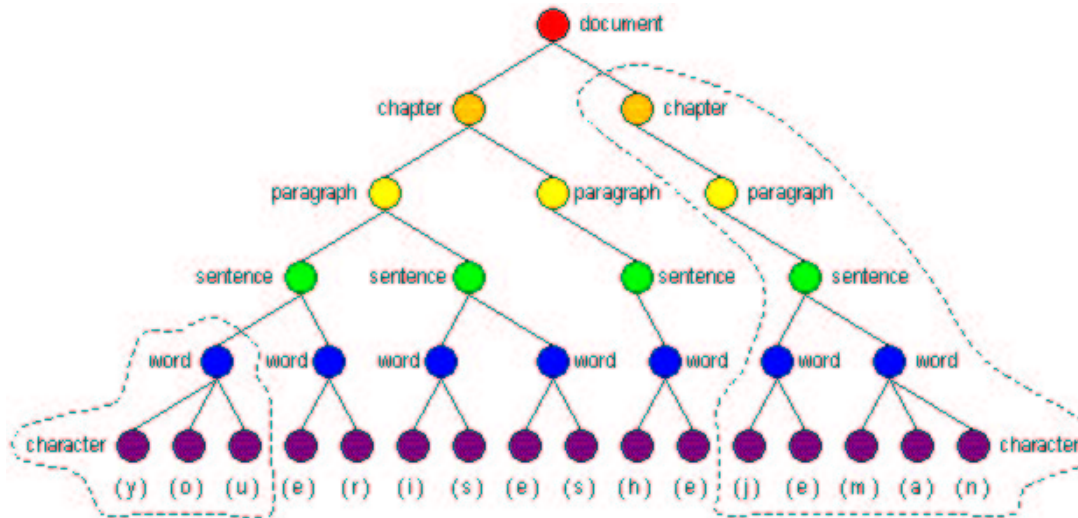 document
chapter chapter
paragraph paragraph paragraph
sentence sentence sentence sentence
word word word word word word word
character character
(y) (o) (u) (e) (r) (i) (s) (e) (s) (h) (e) (j) (e) (m) (a) (n)